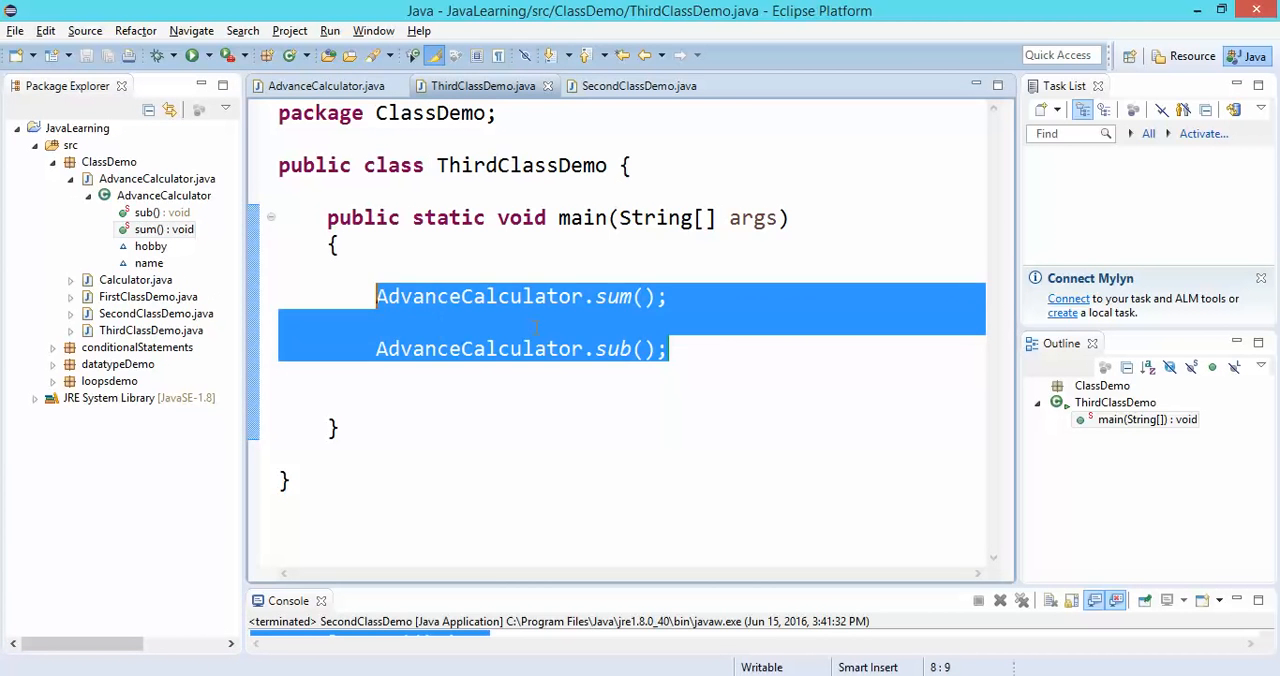 Java - JavaLearning/src/ClassDemo/ThirdClassDemo.java - Eclipse Platform
File Edit Source Refactor Navigate Search Project Run Window Help
Quick Access Resource Java
Package Explorer
JavaLearning
src
ClassDemo
AdvanceCalculator.java
AdvanceCalculator
sub() : void
sum() : void
hobby
name
Calculator.java
FirstClassDemo.java
SecondClassDemo.java
ThirdClassDemo.java
conditionalStatements
datatypeDemo
loopsdemo
JRE System Library [JavaSE-1.8]
AdvanceCalculator.java ThirdClassDemo.java SecondClassDemo.java
package ClassDemo;
public class ThirdClassDemo {
public static void main(String[] args)
{
AdvanceCalculator.sum();
AdvanceCalculator.sub();
}
}
Task List
Find All Activate...
Connect Mylyn
Connect to your task and ALM tools or
create a local task.
Outline
ClassDemo
ThirdClassDemo
main(String[]) : void
Console
<terminated> SecondClassDemo [Java Application] C:\Program Files\Java\jre1.8.0_40\bin\javaw.exe (Jun 15, 2016, 3:41:32 PM)
Writable Smart Insert 8 : 9